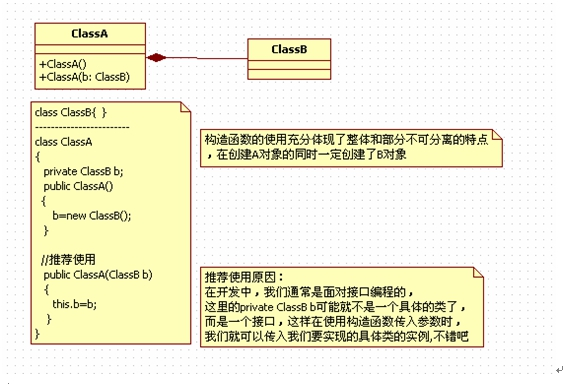 ClassA
+ClassA()
+ClassA(b: ClassB)
ClassB
class ClassB{  }
------------------------
class ClassA
{
private ClassB b;
public ClassA()
{
b=new ClassB();
}
//推荐使用
public ClassA(ClassB b)
{
this.b=b;
}
}
构造函数的使用充分体现了整体和部分不可分离的特点
，在创建A对象的同时一定创建了B对象
推荐使用原因：
在开发中，我们通常是面对接口编程的，
这里的private ClassB b可能就不是一个具体的类了，
而是一个接口，这样在使用构造函数传入参数时，
我们就可以传入我们要实现的具体类的实例,不错吧